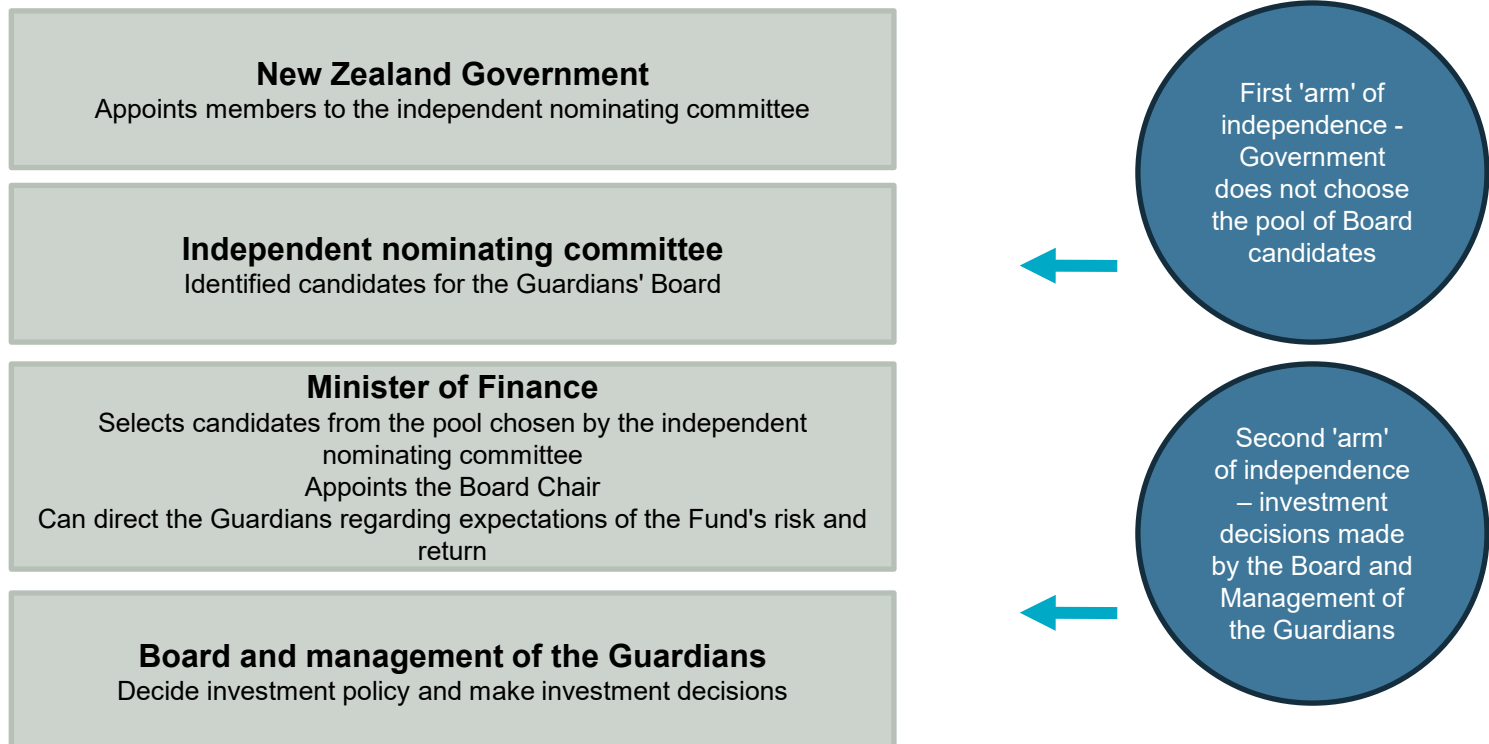 New Zealand Government
Appoints members to the independent nominating committee
Independent nominating committee
Identified candidates for the Guardians' Board
Minister of Finance
Selects candidates from the pool chosen by the independent
nominating committee
Appoints the Board Chair
Can direct the Guardians regarding expectations of the Fund's risk and
return
Board and management of the Guardians
Decide investment policy and make investment decisions
First 'arm' of
independence -
Government
does not choose
the pool of Board
candidates
Second 'arm'
of independence
– investment
decisions made
by the Board and
Management of
the Guardians